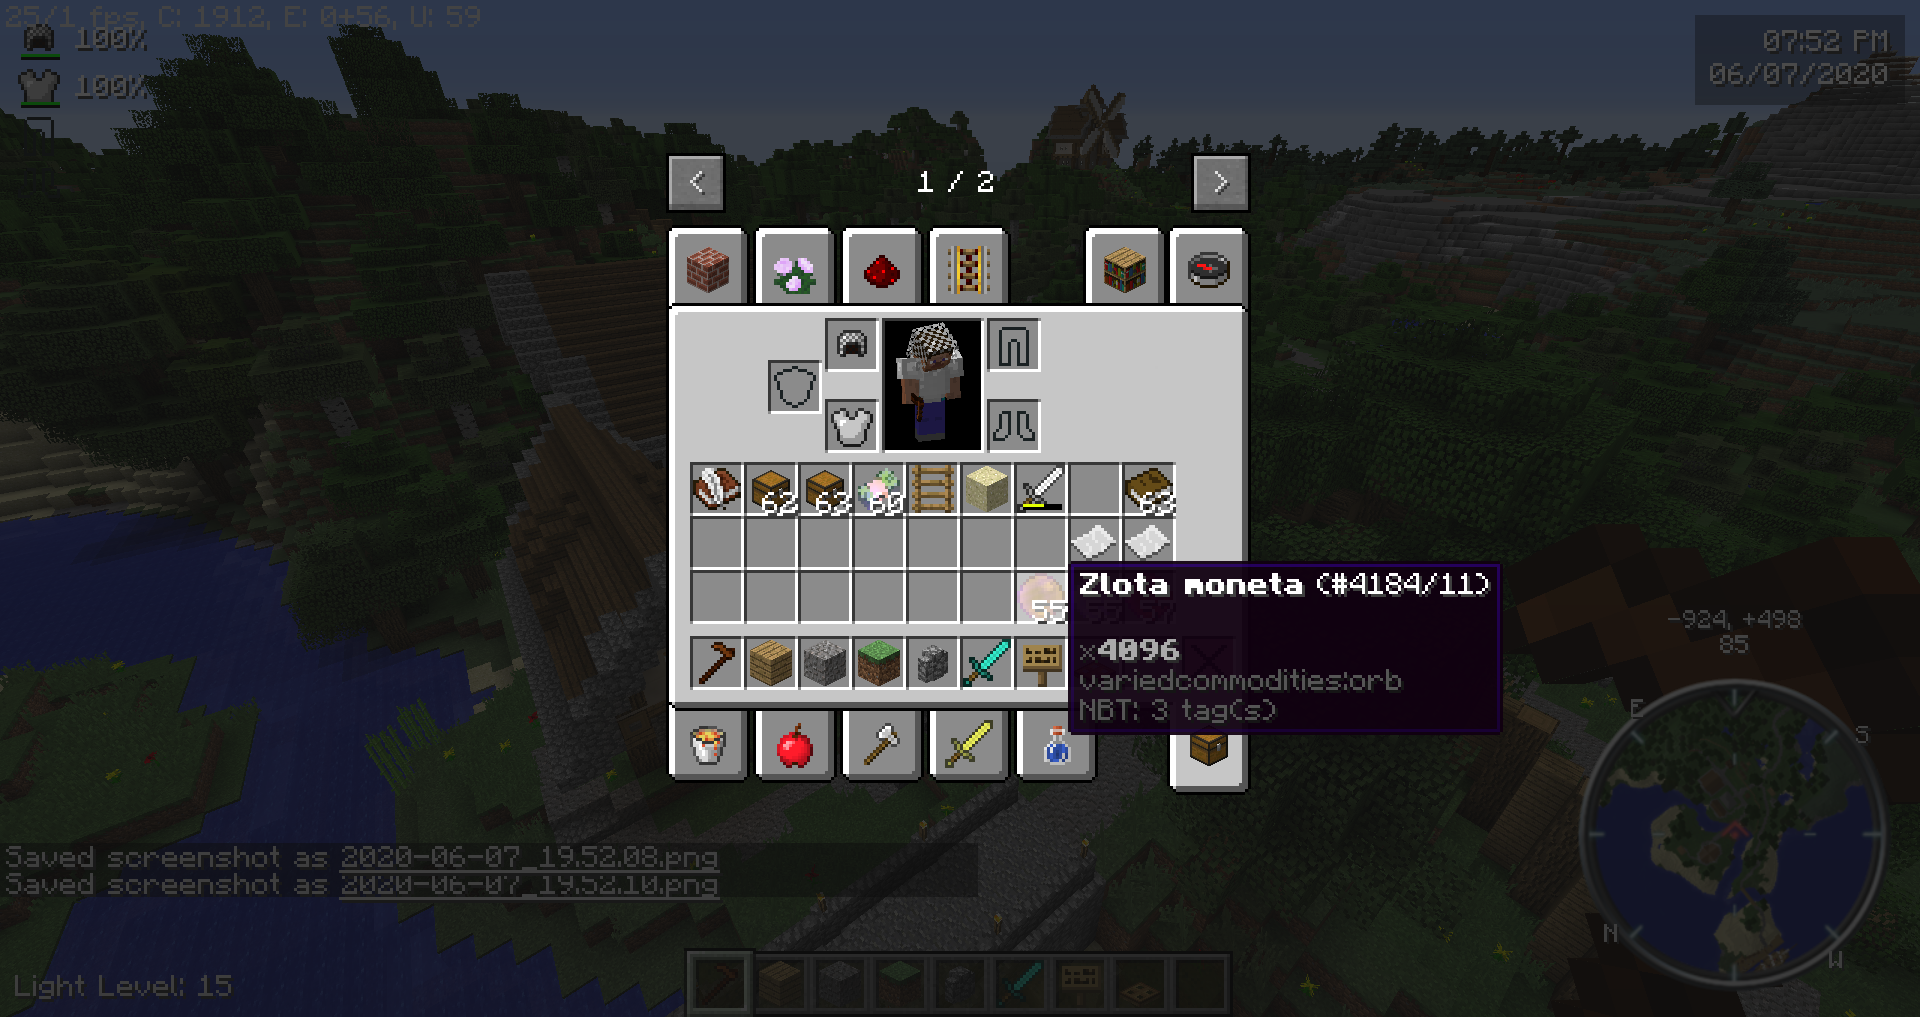 25/1 fps, C: 1912, E: 0+56, U: 59
100%
100%
07:52 PM
06/07/2020
<
1 / 2
>
62
63
60
63
55
55
57
Zlota moneta (#4184/11)
x4096
variedcommodities:orb
NBT: 3 tag(s)
-924, +498
85
E
S
N
W
Saved screenshot as 2020-06-07_19.52.08.png
Saved screenshot as 2020-06-07_19.52.10.png
Light Level: 15